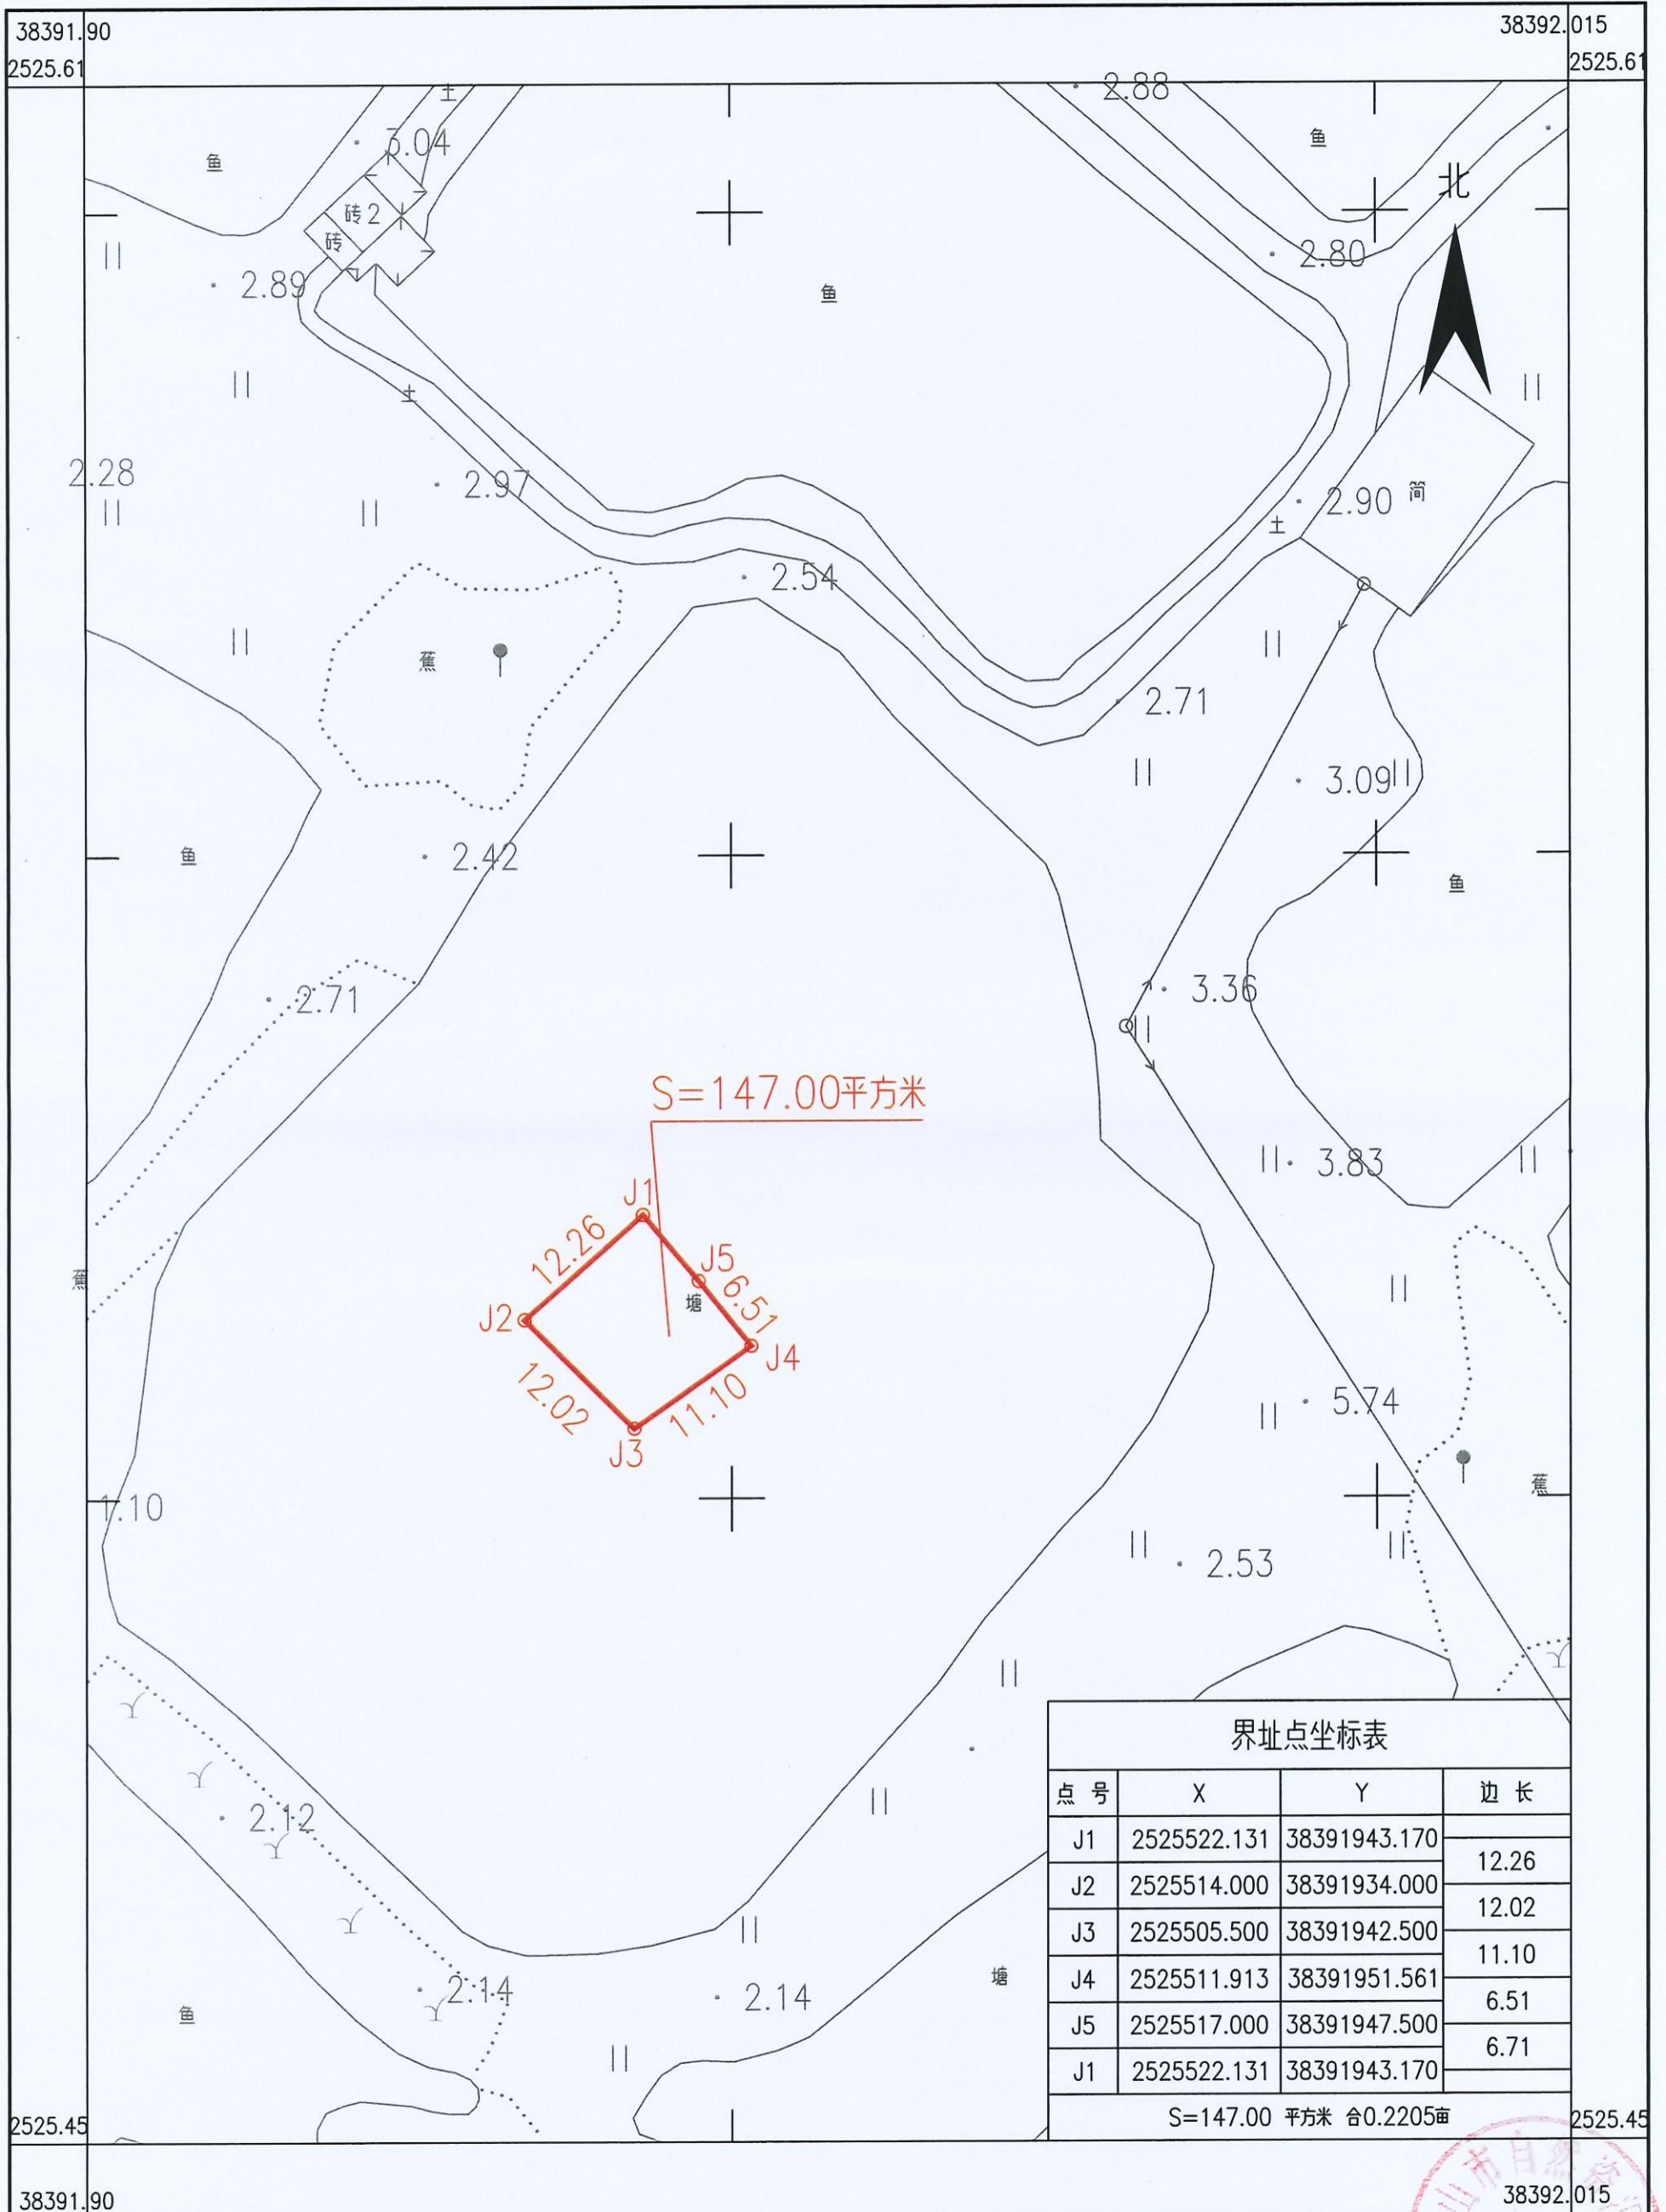 38391.90
38392.015
2525.61
2525.61
2.88
3.04
鱼
鱼
北
砖2
砖
2.80
2.89
鱼
土
土
2.28
2.97
2.90
简
土
2.54
蕉
2.71
3.09
鱼
2.42
鱼
3.36
2.71
S=147.00平方米
3.83
J1
12.26
J5
蕉
6.51
塘
J2
J4
12.02
11.10
5.74
J3
蕉
1.10
2.53
界址点坐标表
点 号 X Y 边 长
J1 2525522.131 38391943.170
12.26
J2 2525514.000 38391934.000
12.02
J3 2525505.500 38391942.500
11.10
J4 2525511.913 38391951.561
6.51
J5 2525517.000 38391947.500
6.71
J1 2525522.131 38391943.170
S=147.00 平方米 合0.2205亩
2.12
塘
2.14
2.14
鱼
2525.45
2525.45
山市自然资
38391.90
38392.015